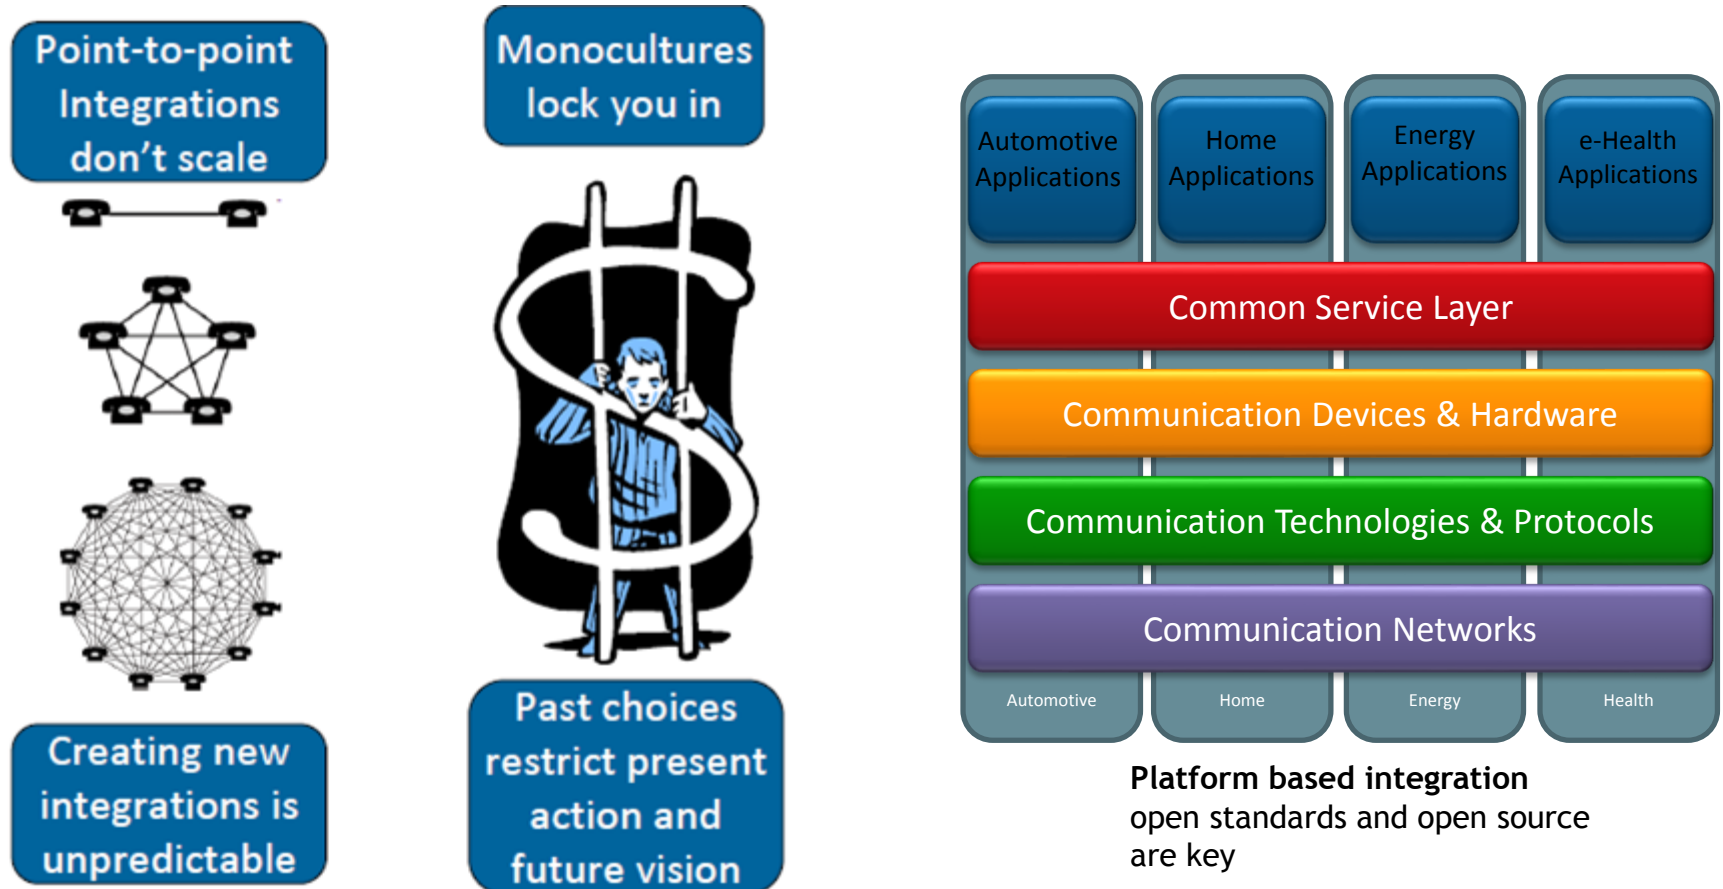 Point-to-point
Integrations
don't scale
Creating new
integrations is
unpredictable
Monocultures
lock you in
Past choices
restrict present
action and
future vision
Automotive
Applications
Home
Applications
Energy
Applications
e-Health
Applications
Common Service Layer
Communication Devices & Hardware
Communication Technologies & Protocols
Communication Networks
Automotive
Home
Energy
Health
Platform based integration
open standards and open source
are key